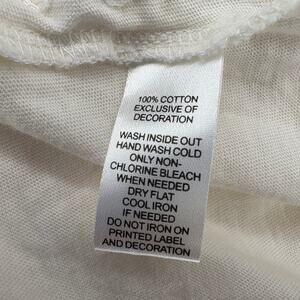 100% COTTON
EXCLUSIVE OF
DECORATION
WASH INSIDE OUT
HAND WASH COLD
ONLY NON-
CHLORINE BLEACH
WHEN NEEDED
DRY FLAT
COOL IRON
IF NEEDED
DO NOT IRON ON
PRINTED LABEL
AND DECORATION